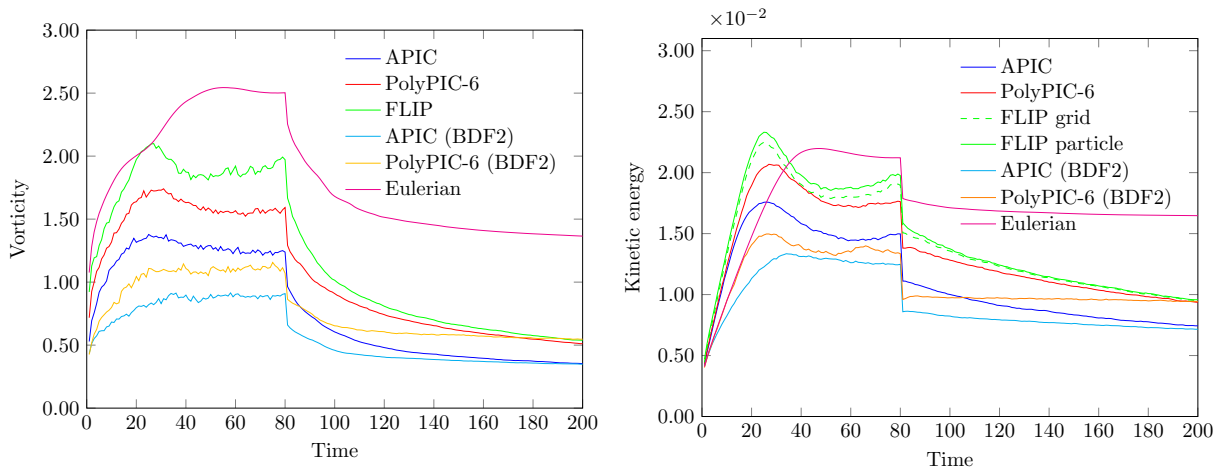 3.00
2.50
2.00
1.50
1.00
0.50
0.00
Vorticity
0 20 40 60 80 100 120 140 160 180 200
Time
APIC
PolyPIC-6
FLIP
APIC (BDF2)
PolyPIC-6 (BDF2)
Eulerian
×10−2
3.00
2.50
2.00
1.50
1.00
0.50
0.00
Kinetic energy
0 20 40 60 80 100 120 140 160 180 200
Time
APIC
PolyPIC-6
FLIP grid
FLIP particle
APIC (BDF2)
PolyPIC-6 (BDF2)
Eulerian